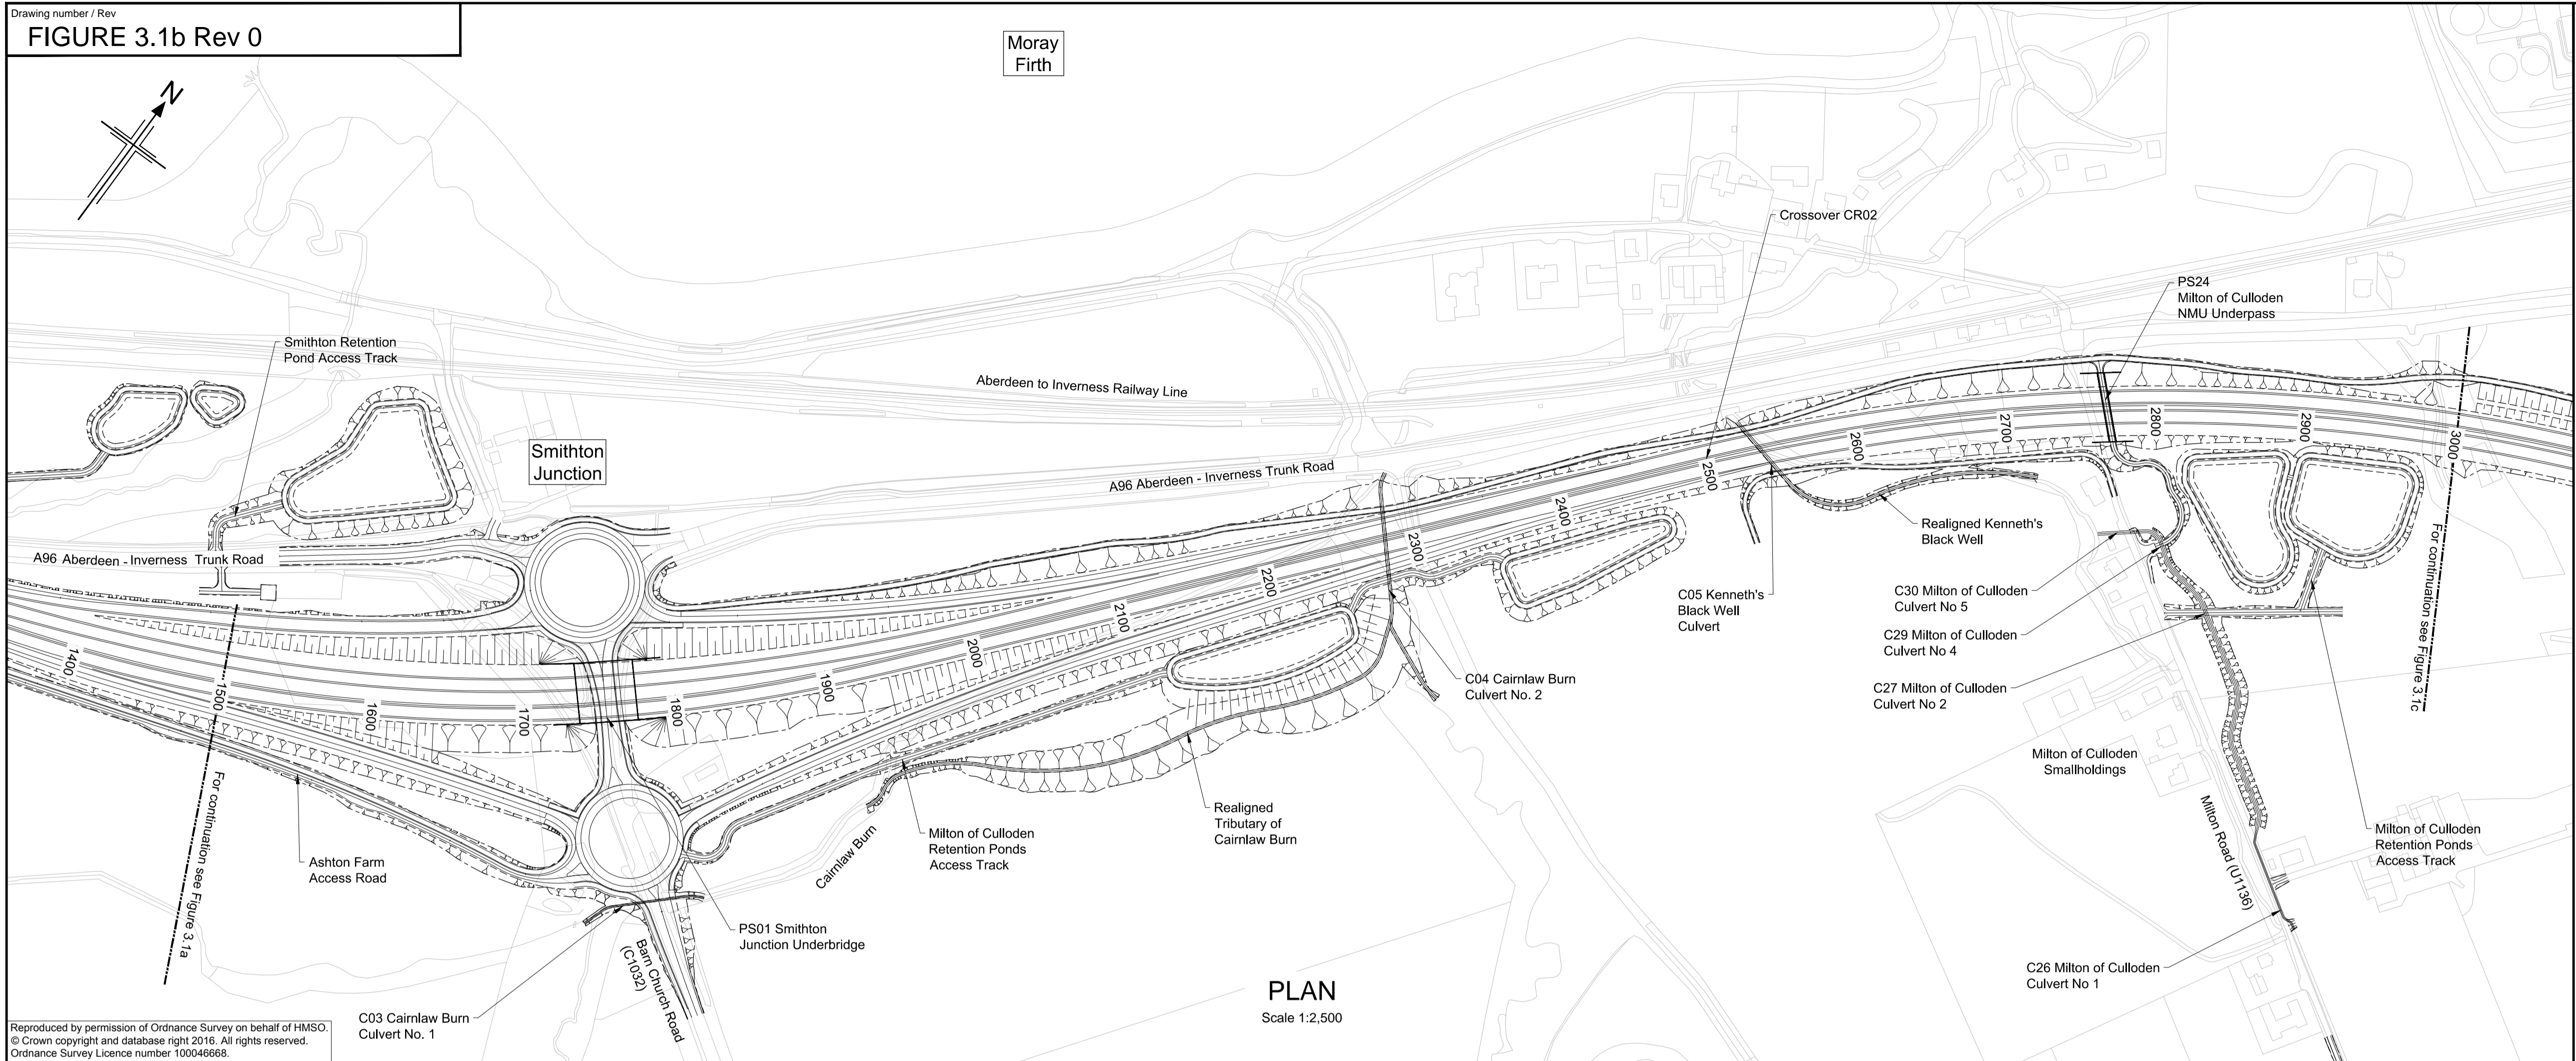 Drawing number / Rev
FIGURE 3.1b Rev 0
N
Moray
Firth
Crossover CR02
PS24
Milton of Culloden
NMU Underpass
Smithton Retention
Pond Access Track
Aberdeen to Inverness Railway Line
Smithton
Junction
A96 Aberdeen - Inverness Trunk Road
A96 Aberdeen - Inverness Trunk Road
1400
1500
1600
1700
1800
1900
2000
2100
2200
2300
2400
2500
2600
2700
2800
2900
3000
Realigned Kenneth's
Black Well
C05 Kenneth's
Black Well
Culvert
C30 Milton of Culloden
Culvert No 5
C29 Milton of Culloden
Culvert No 4
C27 Milton of Culloden
Culvert No 2
C04 Cairnlaw Burn
Culvert No. 2
For continuation see Figure 3.1c
Milton of Culloden
Smallholdings
Milton Road (U1136)
Milton of Culloden
Retention Ponds
Access Track
Realigned
Tributary of
Cairnlaw Burn
Milton of Culloden
Retention Ponds
Access Track
Cairnlaw Burn
For continuation see Figure 3.1a
Ashton Farm
Access Road
PS01 Smithton
Junction Underbridge
Barn Church Road
(C1032)
C03 Cairnlaw Burn
Culvert No. 1
C26 Milton of Culloden
Culvert No 1
PLAN
Scale 1:2,500
Reproduced by permission of Ordnance Survey on behalf of HMSO.
© Crown copyright and database right 2016. All rights reserved.
Ordnance Survey Licence number 100046668.